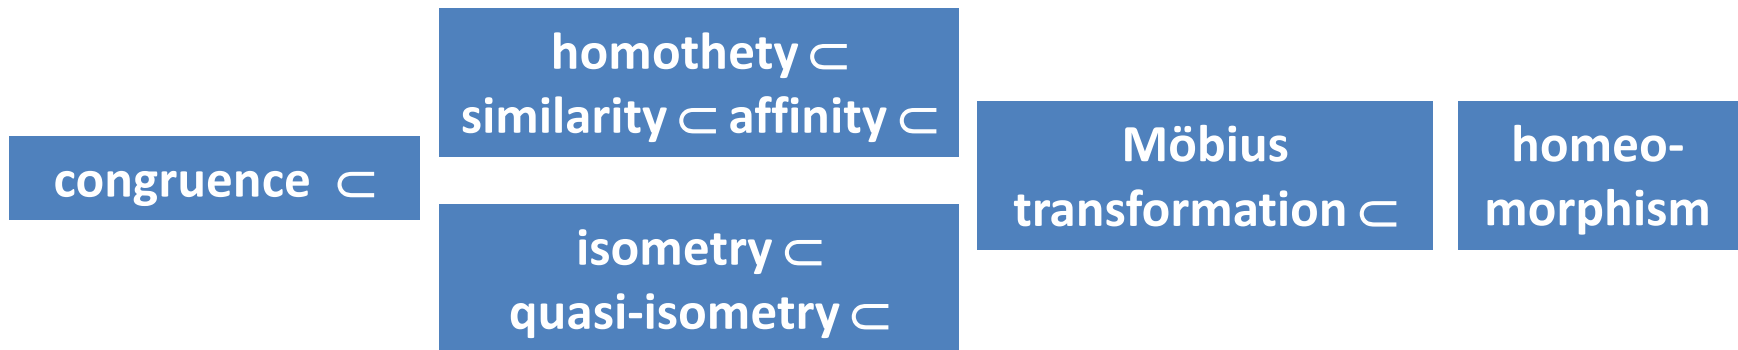 congruence ⊂
homothety ⊂
similarity ⊂ affinity ⊂
isometry ⊂
quasi-isometry ⊂
Möbius
transformation ⊂
homeo-
morphism